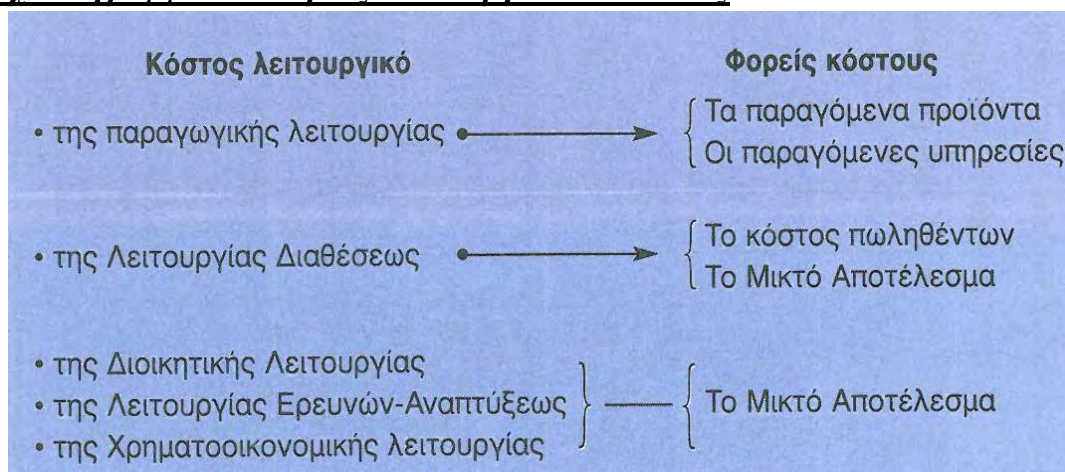 Κόστος λειτουργικό
Φορείς κόστους
• της παραγωγικής λειτουργίας
Τα παραγόμενα προϊόντα
Οι παραγόμενες υπηρεσίες
• της Λειτουργίας Διαθέσεως
Το κόστος πωληθέντων
Το Μικτό Αποτέλεσμα
• της Διοικητικής Λειτουργίας
• της Λειτουργίας Ερευνών-Αναπτύξεως
• της Χρηματοοικονομικής λειτουργίας
Το Μικτό Αποτέλεσμα